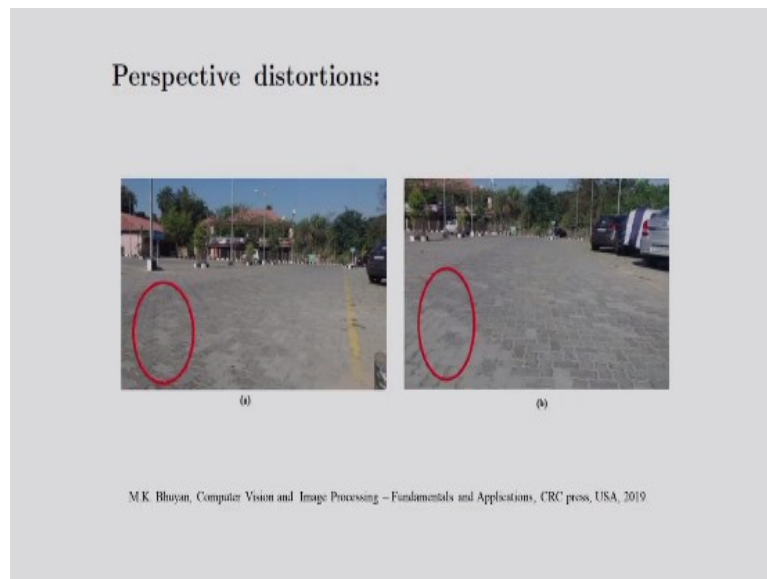 Perspective distortions:
(a)
(b)
M.K. Bhuyan, Computer Vision and Image Processing – Fundamentals and Applications, CRC press, USA, 2019